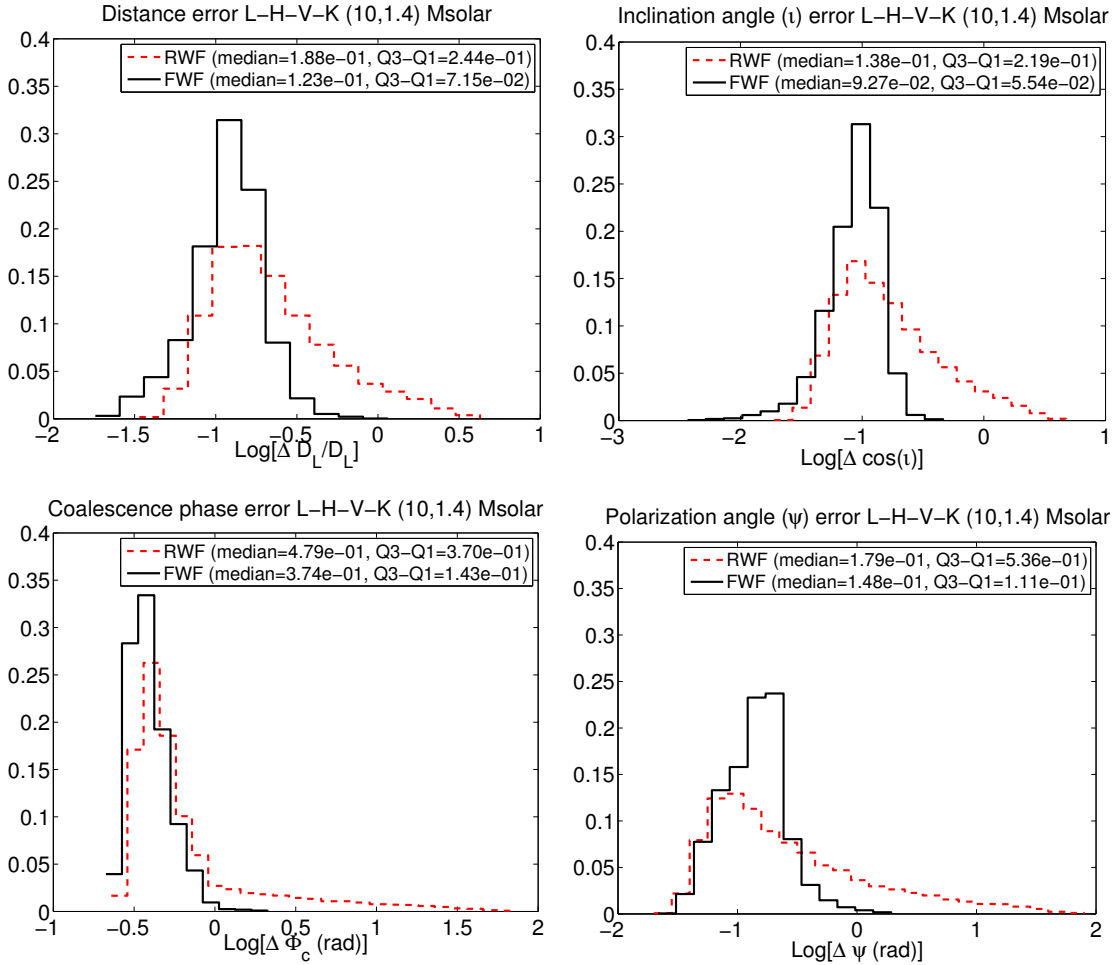 Distance error L−H−V−K (10,1.4) Msolar
RWF (median=1.88e−01, Q3−Q1=2.44e−01)
FWF (median=1.23e−01, Q3−Q1=7.15e−02)
0.4
0.35
0.3
0.25
0.2
0.15
0.1
0.05
0
−2 −1.5 −1 −0.5 0 0.5 1
Log[Δ D_L/D_L]
Inclination angle (ι) error L−H−V−K (10,1.4) Msolar
RWF (median=1.38e−01, Q3−Q1=2.19e−01)
FWF (median=9.27e−02, Q3−Q1=5.54e−02)
0.4
0.35
0.3
0.25
0.2
0.15
0.1
0.05
0
−3 −2 −1 0 1
Log[Δ cos(ι)]
Coalescence phase error L−H−V−K (10,1.4) Msolar
RWF (median=4.79e−01, Q3−Q1=3.70e−01)
FWF (median=3.74e−01, Q3−Q1=1.43e−01)
0.4
0.35
0.3
0.25
0.2
0.15
0.1
0.05
0
−1 −0.5 0 0.5 1 1.5 2
Log[Δ Φ_c (rad)]
Polarization angle (ψ) error L−H−V−K (10,1.4) Msolar
RWF (median=1.79e−01, Q3−Q1=5.36e−01)
FWF (median=1.48e−01, Q3−Q1=1.11e−01)
0.4
0.35
0.3
0.25
0.2
0.15
0.1
0.05
0
−2 −1 0 1 2
Log[Δ ψ (rad)]